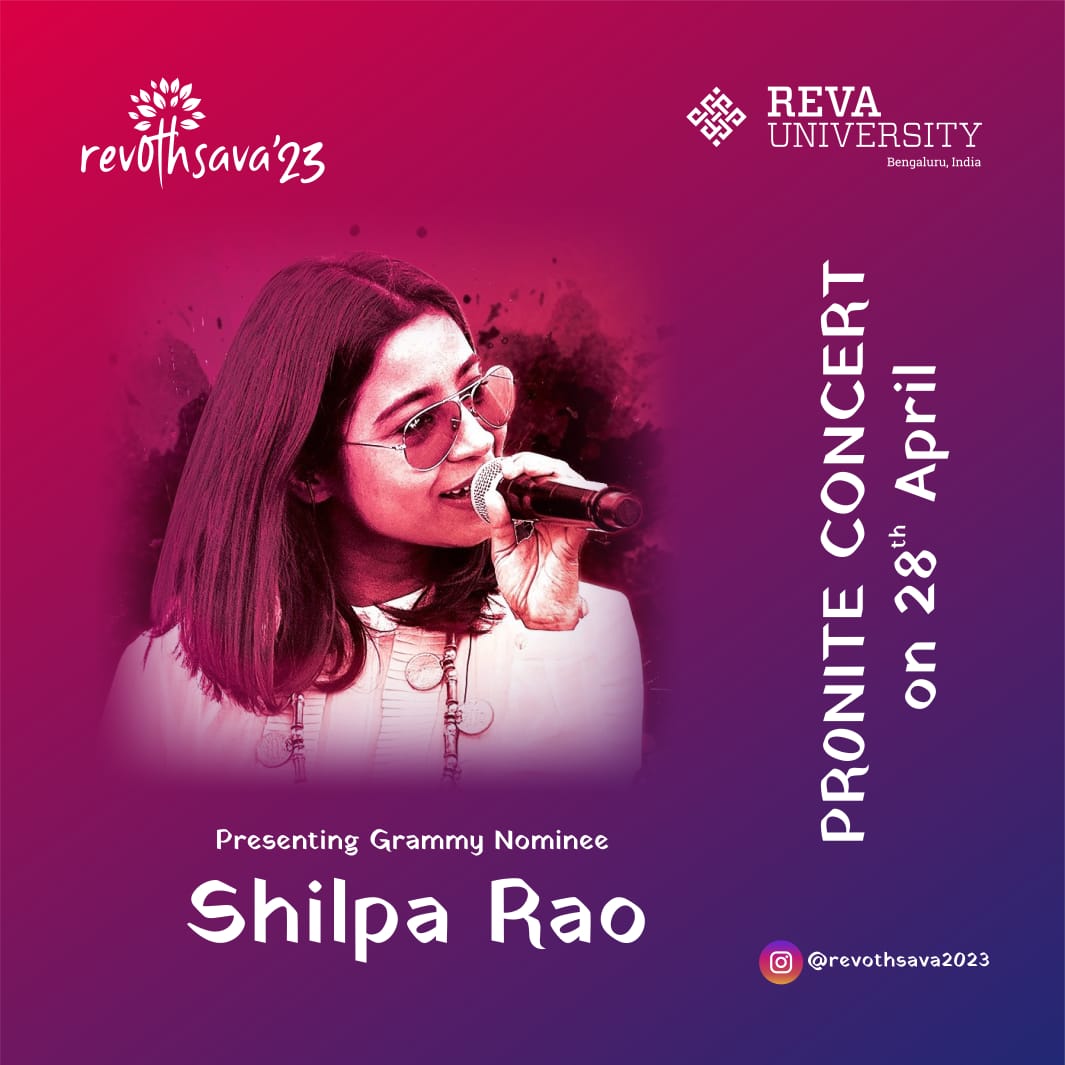 revothsava'23
REVA
UNIVERSITY
Bengaluru, India
PRONITE CONCERT
on 28th April
Presenting Grammy Nominee
Shilpa Rao
@revothsava2023